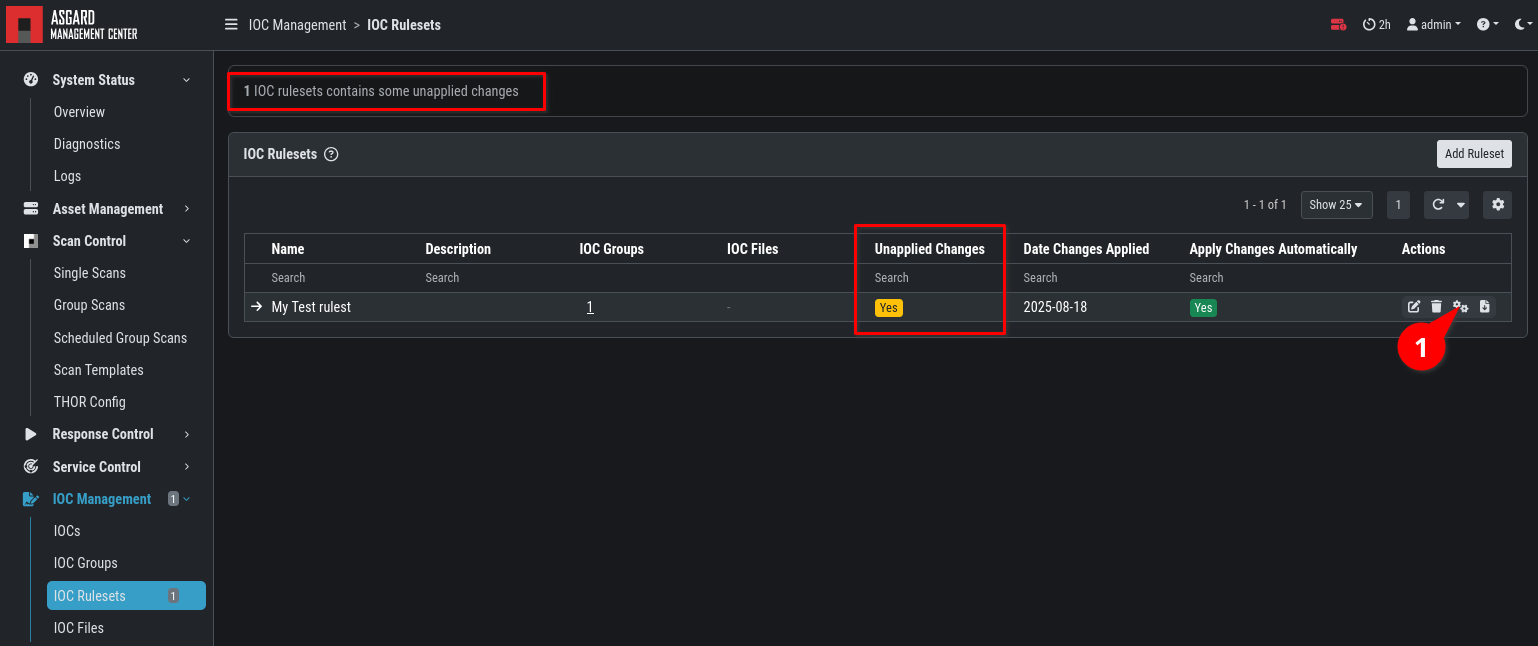 ASGARD
MANAGEMENT CENTER
IOC Management > IOC Rulesets
2h
admin
System Status
Overview
Diagnostics
Logs
Asset Management
Scan Control
Single Scans
Group Scans
Scheduled Group Scans
Scan Templates
THOR Config
Response Control
Service Control
IOC Management 1
IOCs
IOC Groups
IOC Rulesets 1
IOC Files
1 IOC rulesets contains some unapplied changes
IOC Rulesets ?
Add Ruleset
1 - 1 of 1 Show 25 1
Name Description IOC Groups IOC Files Unapplied Changes Date Changes Applied Apply Changes Automatically Actions
Search Search Search Search Search
My Test rulest 1 - Yes 2025-08-18 Yes
1